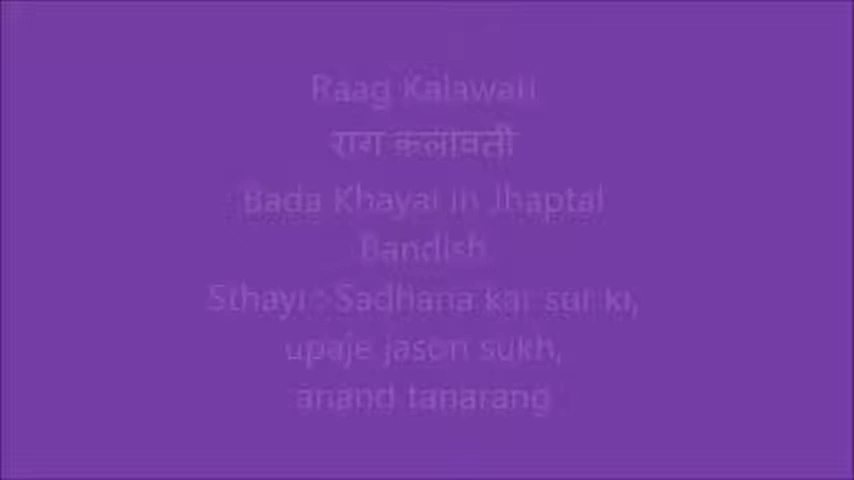 Raag Kalawati
राग कलावती
Bada Khayal in Jhaptal
Bandish
Sthayi : Sadhana kar sur ki,
upaje jason sukh,
anand tanarang